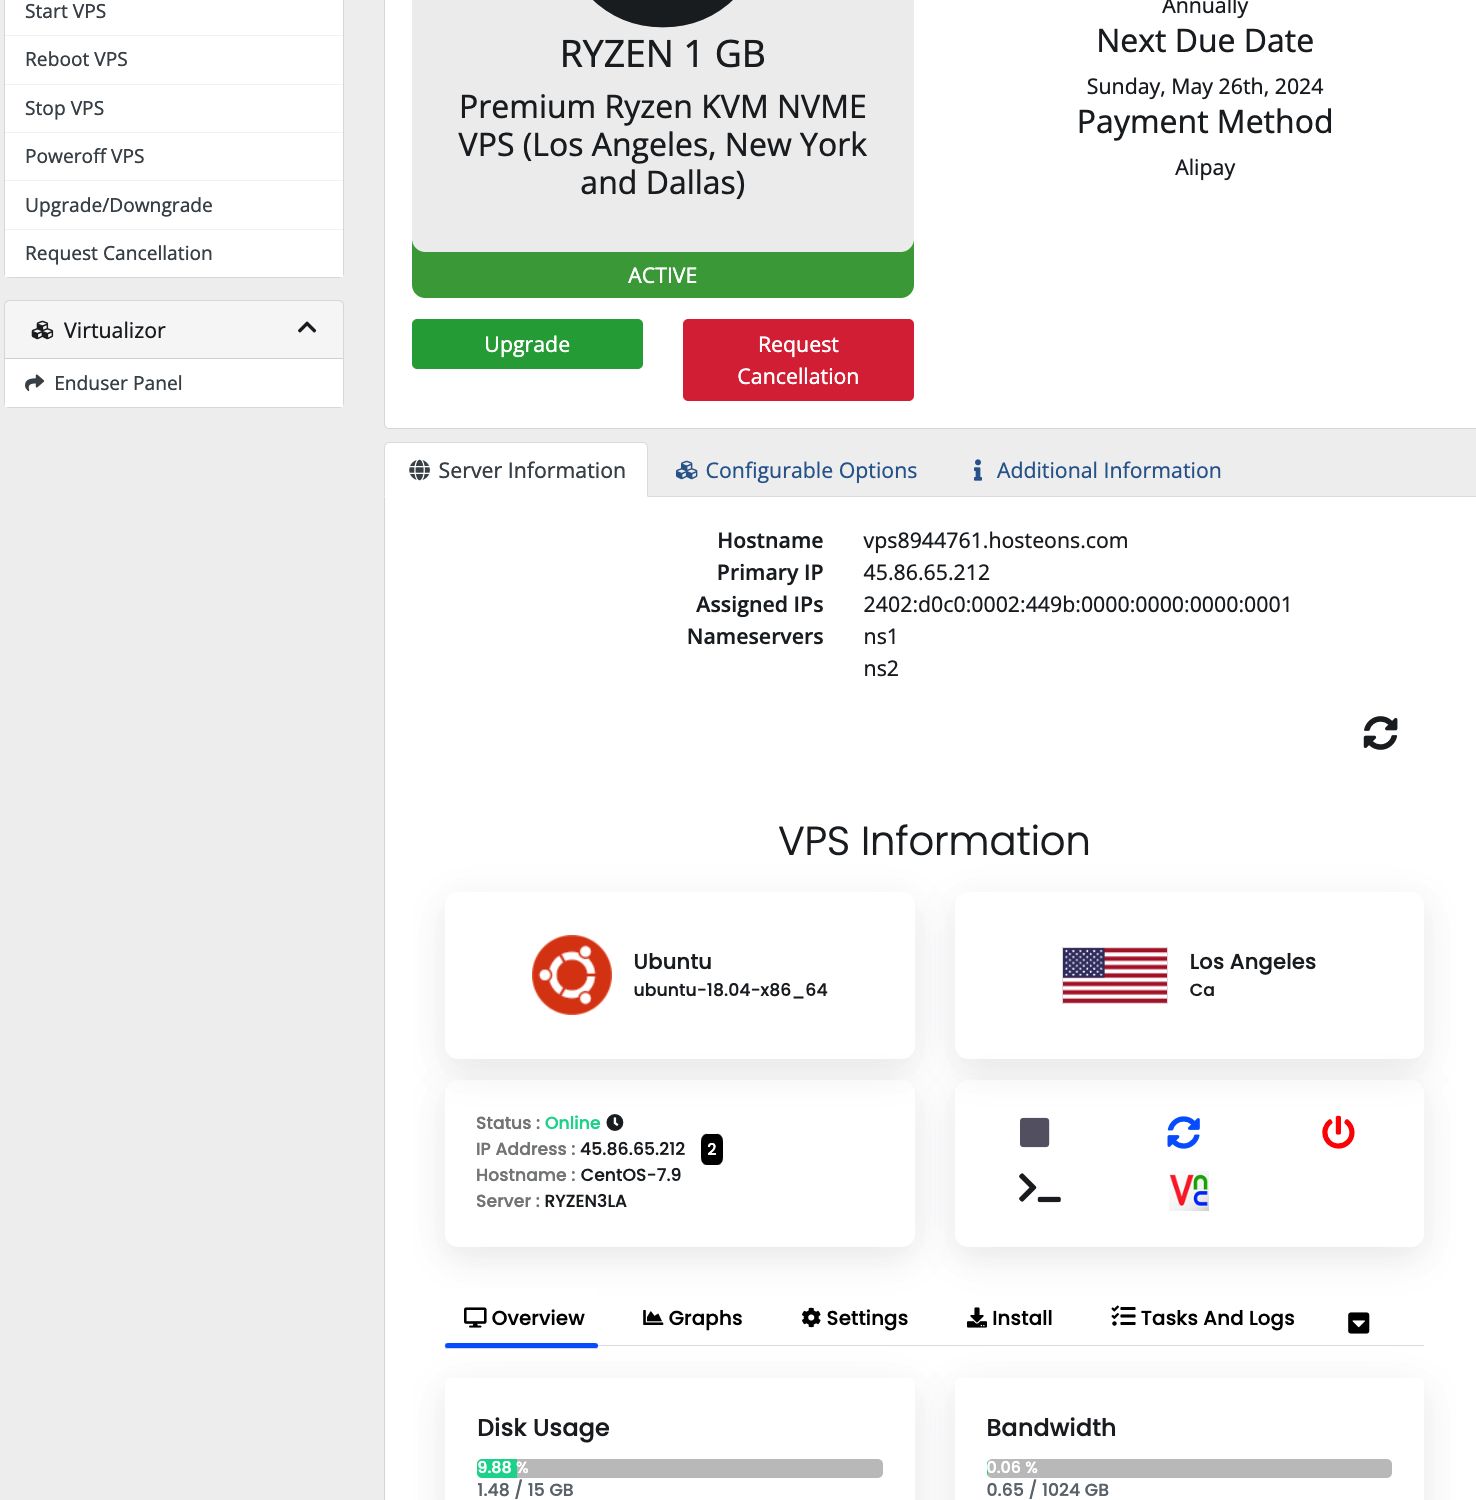 Start VPS
Reboot VPS
Stop VPS
Poweroff VPS
Upgrade/Downgrade
Request Cancellation
Virtualizor
Enduser Panel
RYZEN 1 GB
Premium Ryzen KVM NVME
VPS (Los Angeles, New York
and Dallas)
ACTIVE
Upgrade
Request
Cancellation
Annually
Next Due Date
Sunday, May 26th, 2024
Payment Method
Alipay
Server Information
Configurable Options
Additional Information
Hostname vps8944761.hosteons.com
Primary IP 45.86.65.212
Assigned IPs 2402:d0c0:0002:449b:0000:0000:0000:0001
Nameservers ns1
ns2
VPS Information
Ubuntu
ubuntu-18.04-x86_64
Los Angeles
Ca
Status : Online
IP Address : 45.86.65.212 2
Hostname : CentOS-7.9
Server : RYZEN3LA
VNC
Overview
Graphs
Settings
Install
Tasks And Logs
Disk Usage
9.88 %
1.48 / 15 GB
Bandwidth
0.06 %
0.65 / 1024 GB